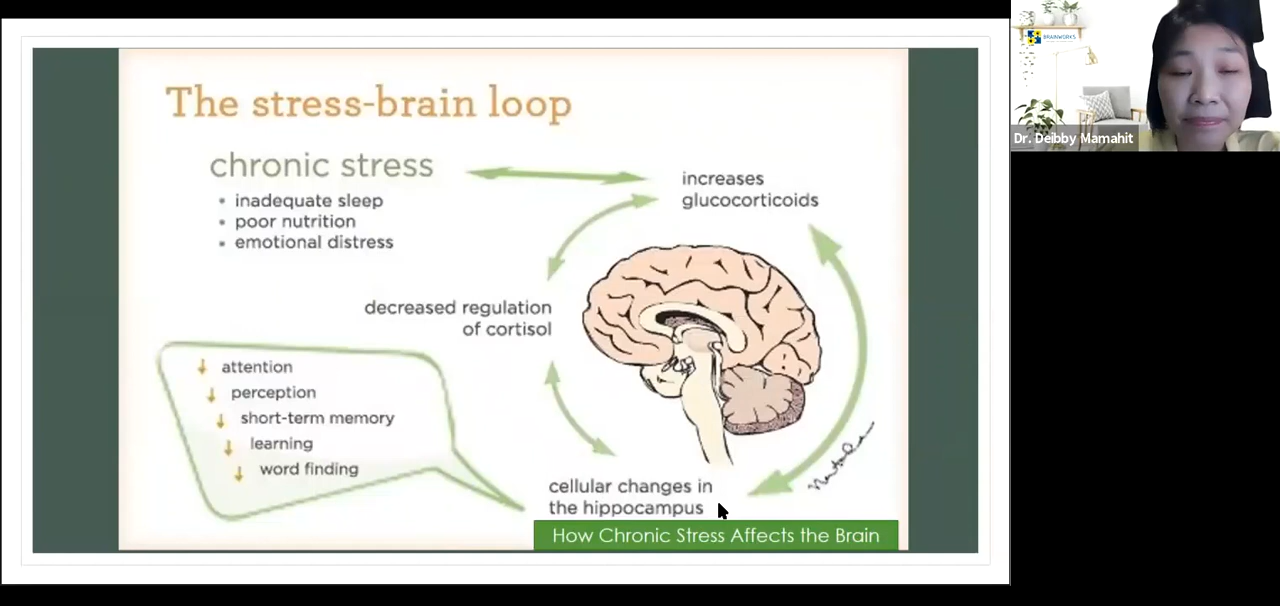 The stress-brain loop
chronic stress
• inadequate sleep
• poor nutrition
• emotional distress
increases
glucocorticoids
decreased regulation
of cortisol
↓ attention
↓ perception
↓ short-term memory
↓ learning
↓ word finding
cellular changes in
the hippocampus
How Chronic Stress Affects the Brain
BRAINWORKS
Dr. Deibby Mamahit